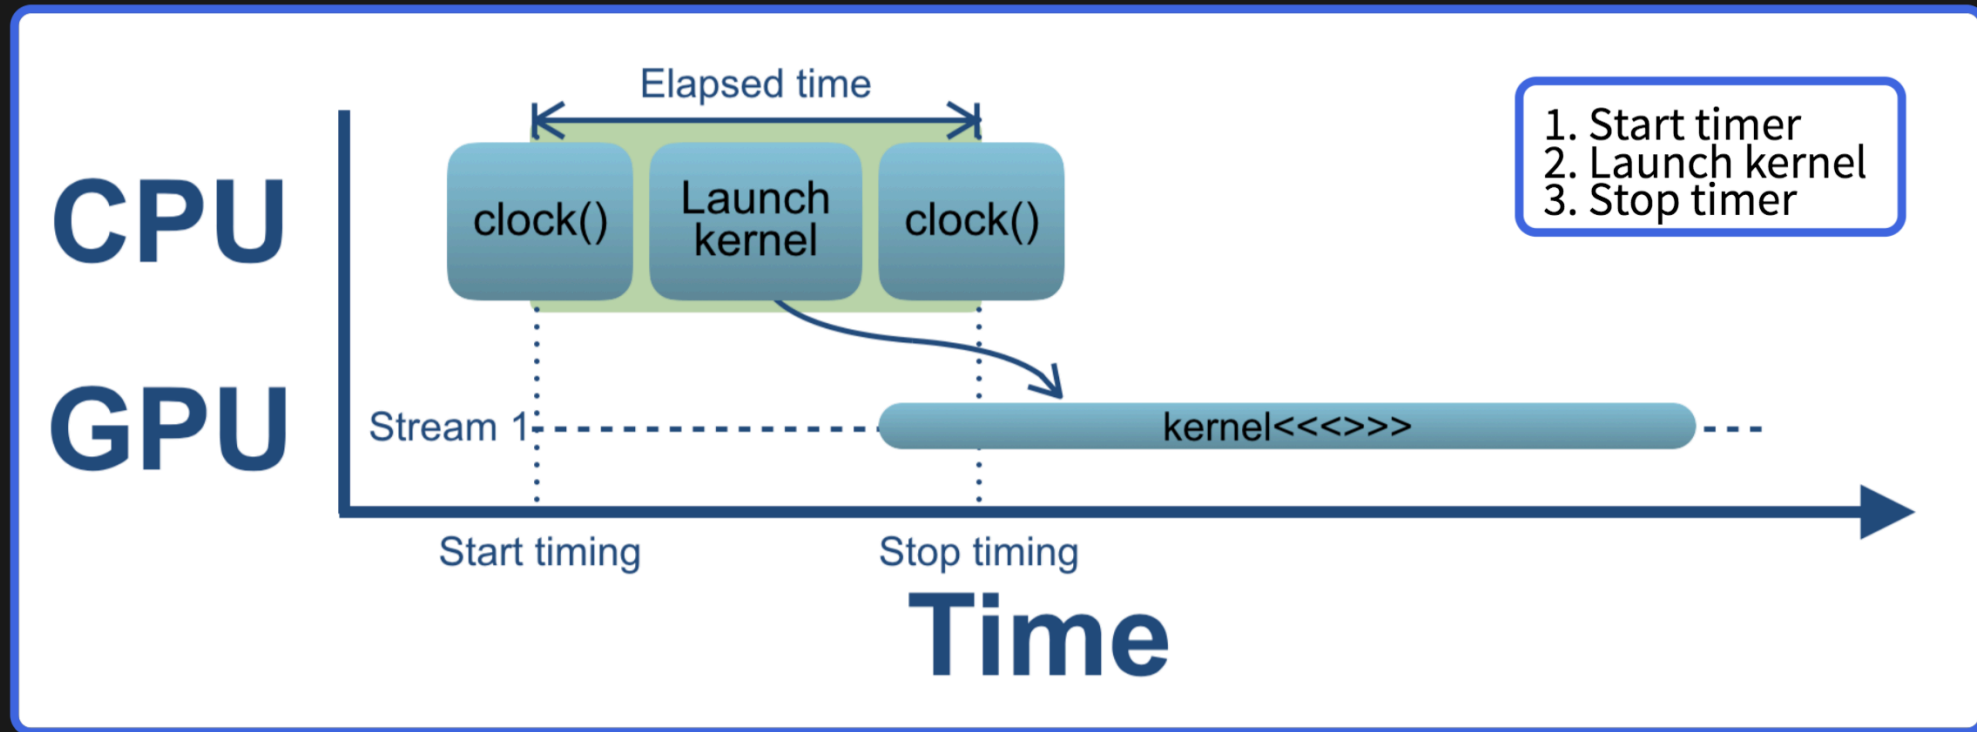 Elapsed time
1. Start timer
2. Launch kernel
3. Stop timer
CPU
clock()
Launch
kernel
clock()
GPU
Stream 1
kernel<<<>>>
Start timing
Stop timing
Time